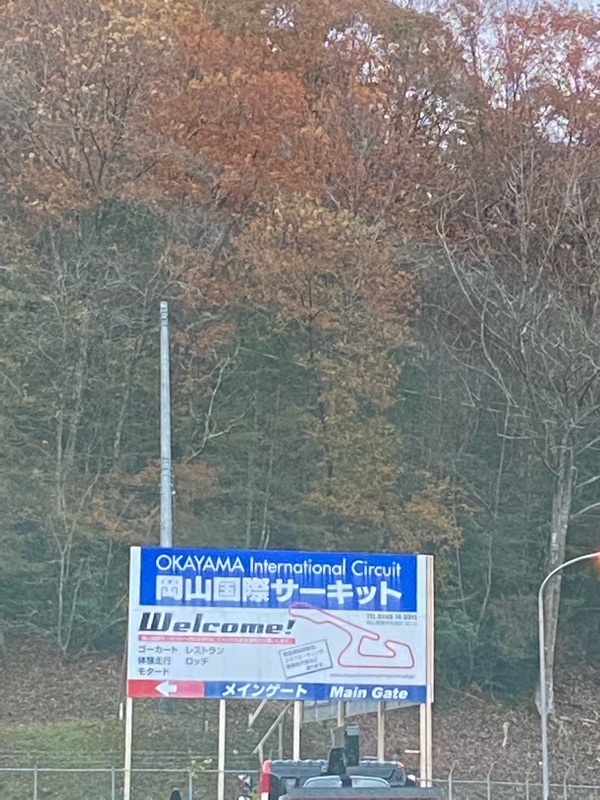 OKAYAMA International Circuit
岡山国際サーキット
Welcome!
ゴーカート レストラン
体験走行 ロッヂ
モタード
メインゲート Main Gate